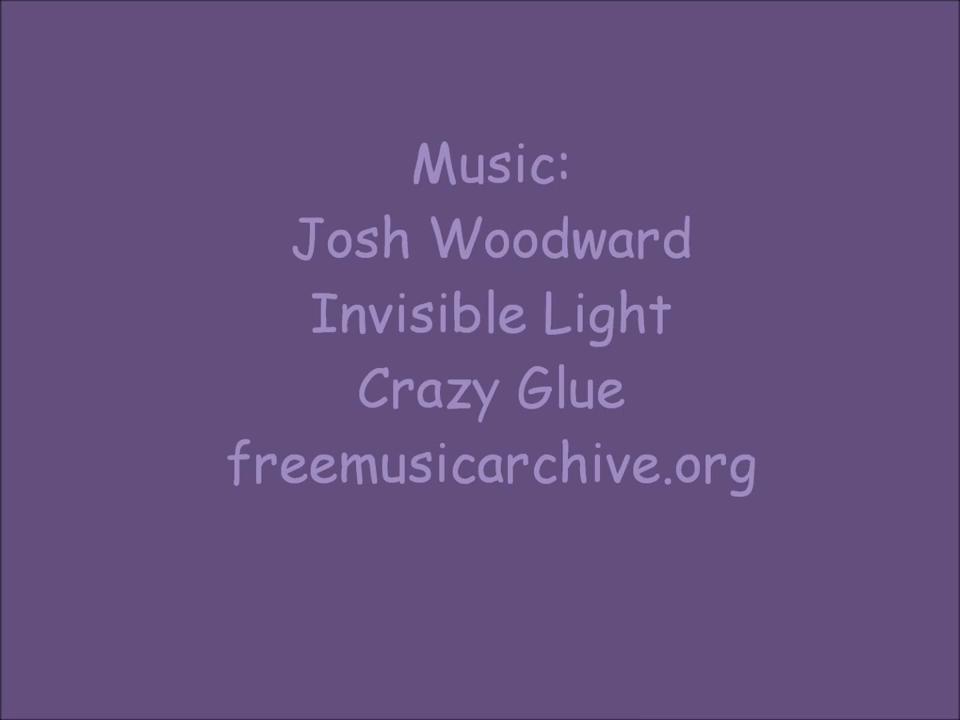 Music:
Josh Woodward
Invisible Light
Crazy Glue
freemusicarchive.org